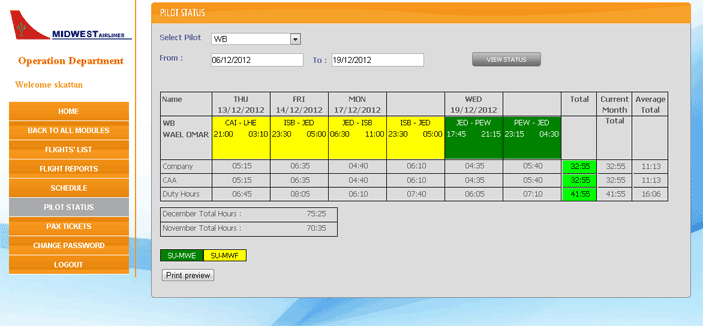 MIDWEST AIRLINES
Operation Department
Welcome skattan
HOME
BACK TO ALL MODULES
FLIGHTS' LIST
FLIGHT REPORTS
SCHEDULE
PILOT STATUS
PAX TICKETS
CHANGE PASSWORD
LOGOUT
PILOT STATUS
Select Pilot WB
From : 06/12/2012 To : 19/12/2012 VIEW STATUS
Name THU FRI MON WED Total Current Average
13/12/2012 14/12/2012 17/12/2012 19/12/2012 Month Total
Total
WB CAI - LHE ISB - JED JED - ISB ISB - JED JED - PEW PEW - JED
WAEL OMAR 21:00 03:10 23:30 05:00 06:30 11:00 23:30 05:00 17:45 21:15 23:15 04:30
Company 05:15 06:35 04:40 06:10 04:35 05:40 32:55 32:55 11:13
CAA 05:15 06:35 04:40 06:10 04:35 05:40 32:55 32:55 11:13
Duty Hours 06:45 08:05 06:10 07:40 06:05 07:10 41:55 41:55 16:06
December Total Hours : 75:25
November Total Hours : 70:35
SU-MWE SU-MWF
Print preview